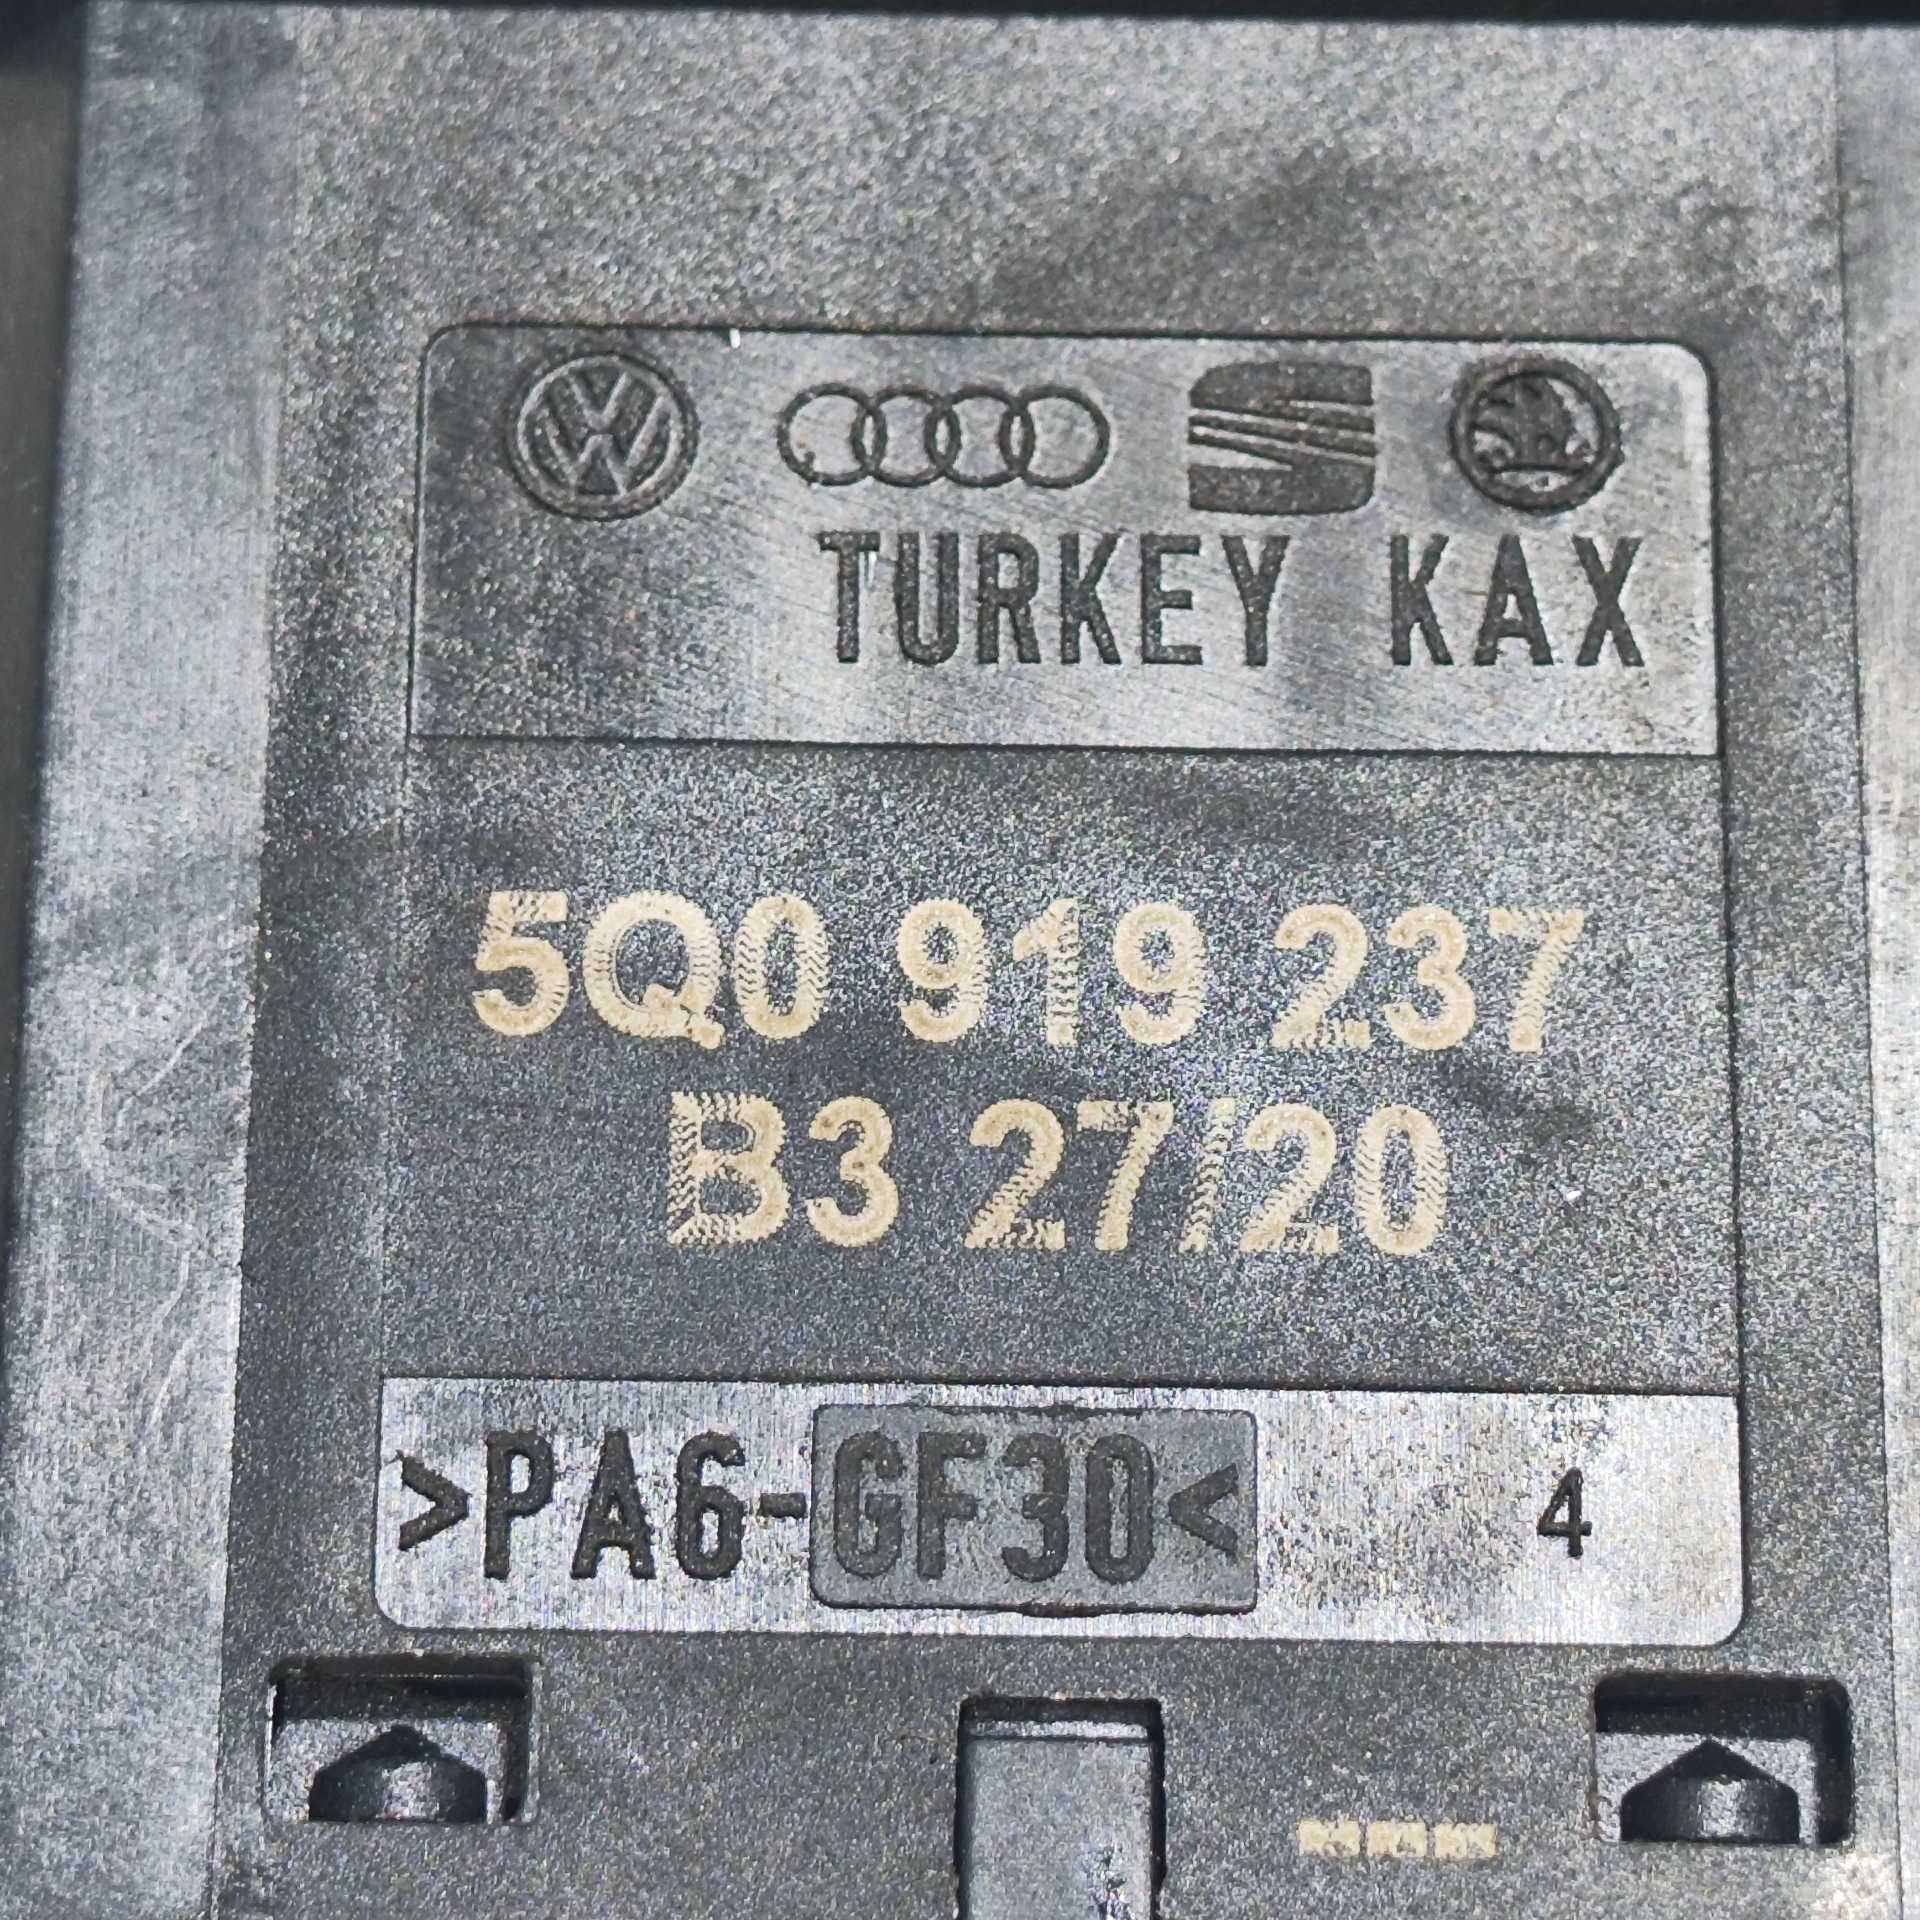 TURKEY KAX
5Q0 919 237
B3 27/20
>PA6-GF30<
4